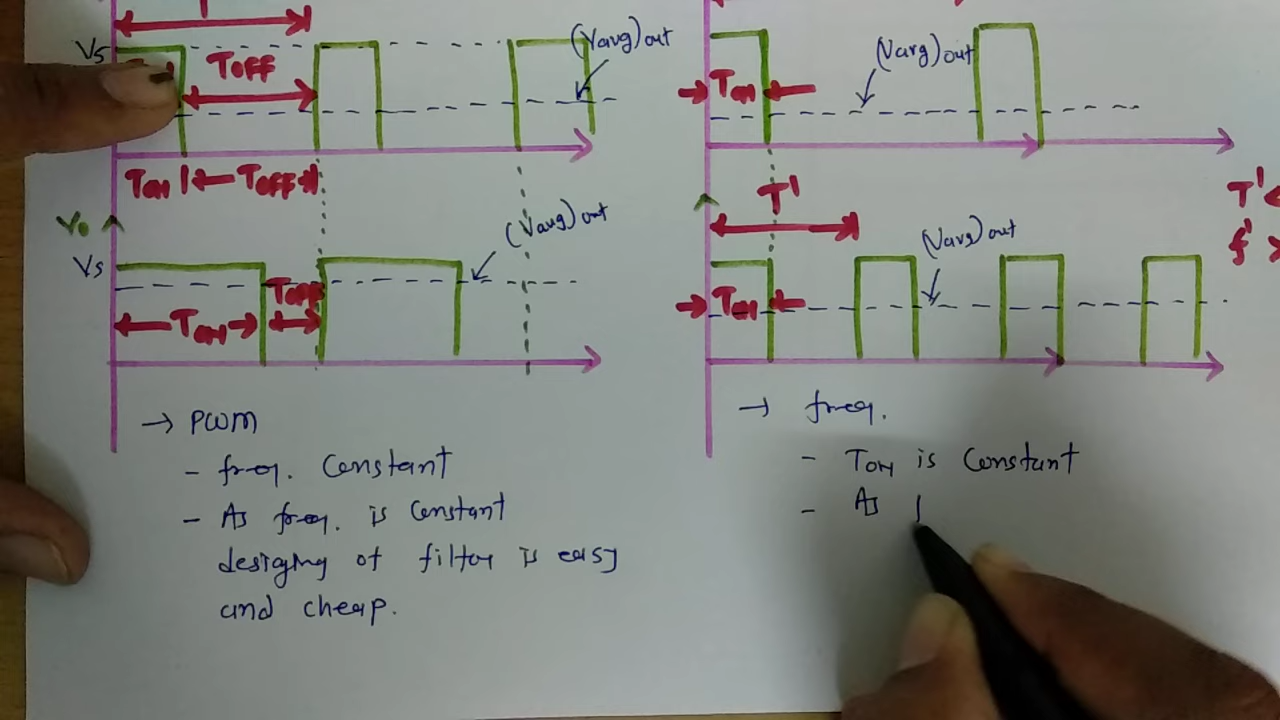 Vs
TOFF
(Vavg)out
TON
TOFF
Vo
Vs
(Vavg)out
TOFF
TON
→ PWM
- freq. Constant
- As freq. is Constant
desiging of filter is easy
and cheap.
(Vavg)out
TON
T'
T'<
f'>
(Vavg)out
TON
→ freq.
- TON is Constant
- As